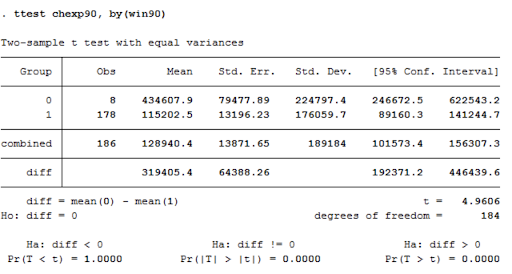 . ttest chexp90, by(win90)
Two-sample t test with equal variances
Group Obs Mean Std. Err. Std. Dev. [95% Conf. Interval]
0 8 434607.9 79477.89 224797.4 246672.5 622543.2
1 178 115202.5 13196.23 176059.7 89160.3 141244.7
combined 186 128940.4 13871.65 189184 101573.4 156307.3
diff 319405.4 64388.26 192371.2 446439.6
diff = mean(0) - mean(1) t = 4.9606
Ho: diff = 0 degrees of freedom = 184
Ha: diff < 0 Ha: diff != 0 Ha: diff > 0
Pr(T < t) = 1.0000 Pr(|T| > |t|) = 0.0000 Pr(T > t) = 0.0000